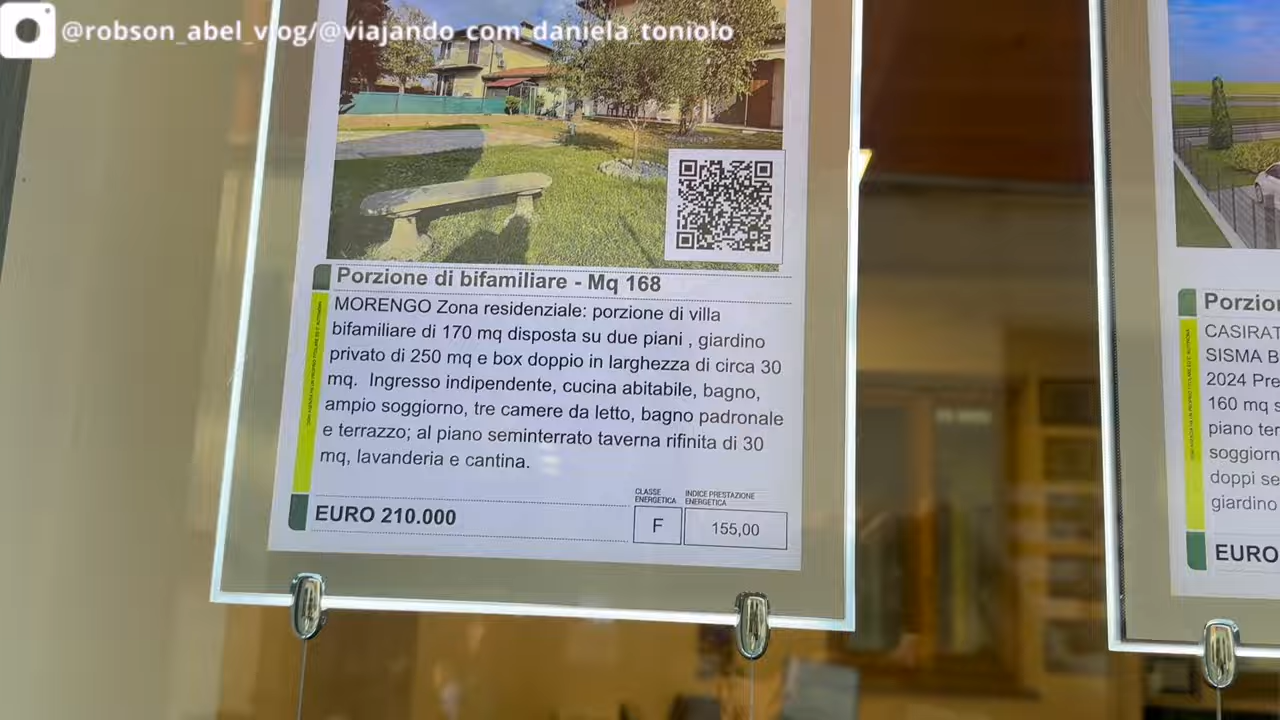 @robson_abel_vlog/@viajando_com_daniela_toniolo
Porzione di bifamiliare - Mq 168
MORENGO Zona residenziale: porzione di villa
bifamiliare di 170 mq disposta su due piani , giardino
privato di 250 mq e box doppio in larghezza di circa 30
mq. Ingresso indipendente, cucina abitabile, bagno,
ampio soggiorno, tre camere da letto, bagno padronale
e terrazzo; al piano seminterrato taverna rifinita di 30
mq, lavanderia e cantina.
CLASSE
ENERGETICA
INDICE PRESTAZIONE
ENERGETICA
EURO 210.000
F
155,00
Porzio
CASIRAT
SISMA B
2024 Pre
160 mq s
piano ter
soggiorn
doppi se
giardino
EURO